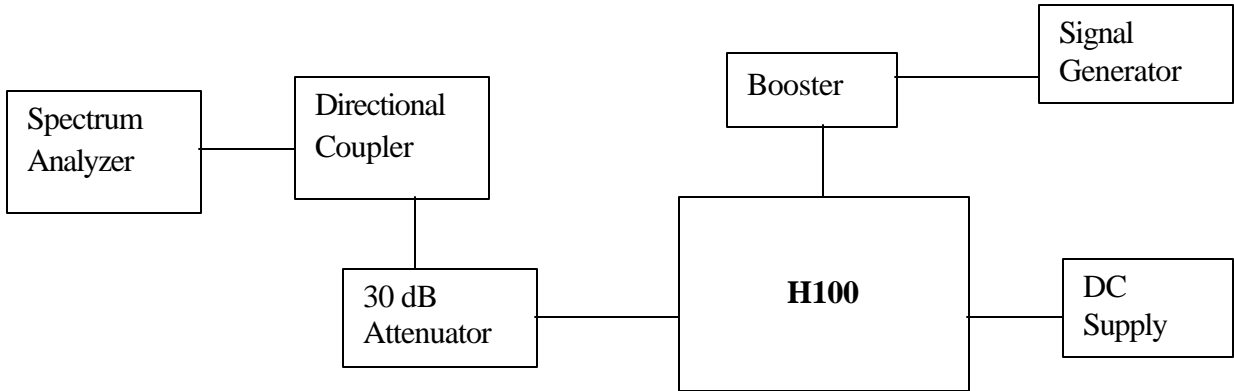 Signal
Generator
Booster
Directional
Coupler
Spectrum
Analyzer
30 dB
Attenuator
H100
DC
Supply